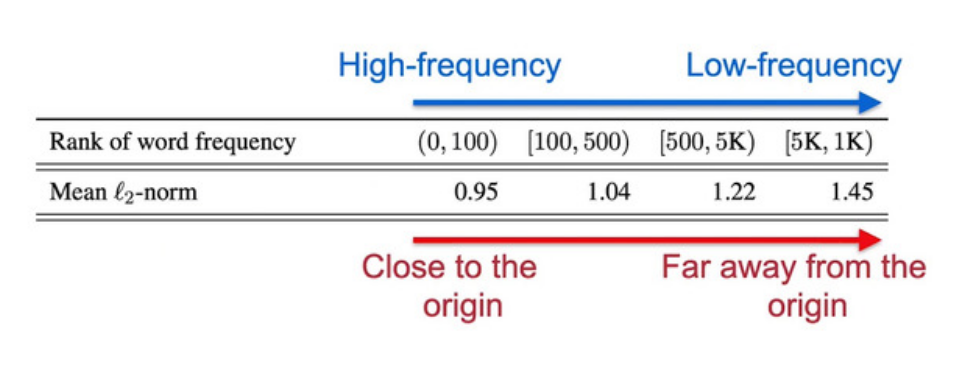 High-frequency Low-frequency
Rank of word frequency (0, 100) [100, 500) [500, 5K) [5K, 1K)
Mean ℓ₂-norm 0.95 1.04 1.22 1.45
Close to the Far away from the
origin origin